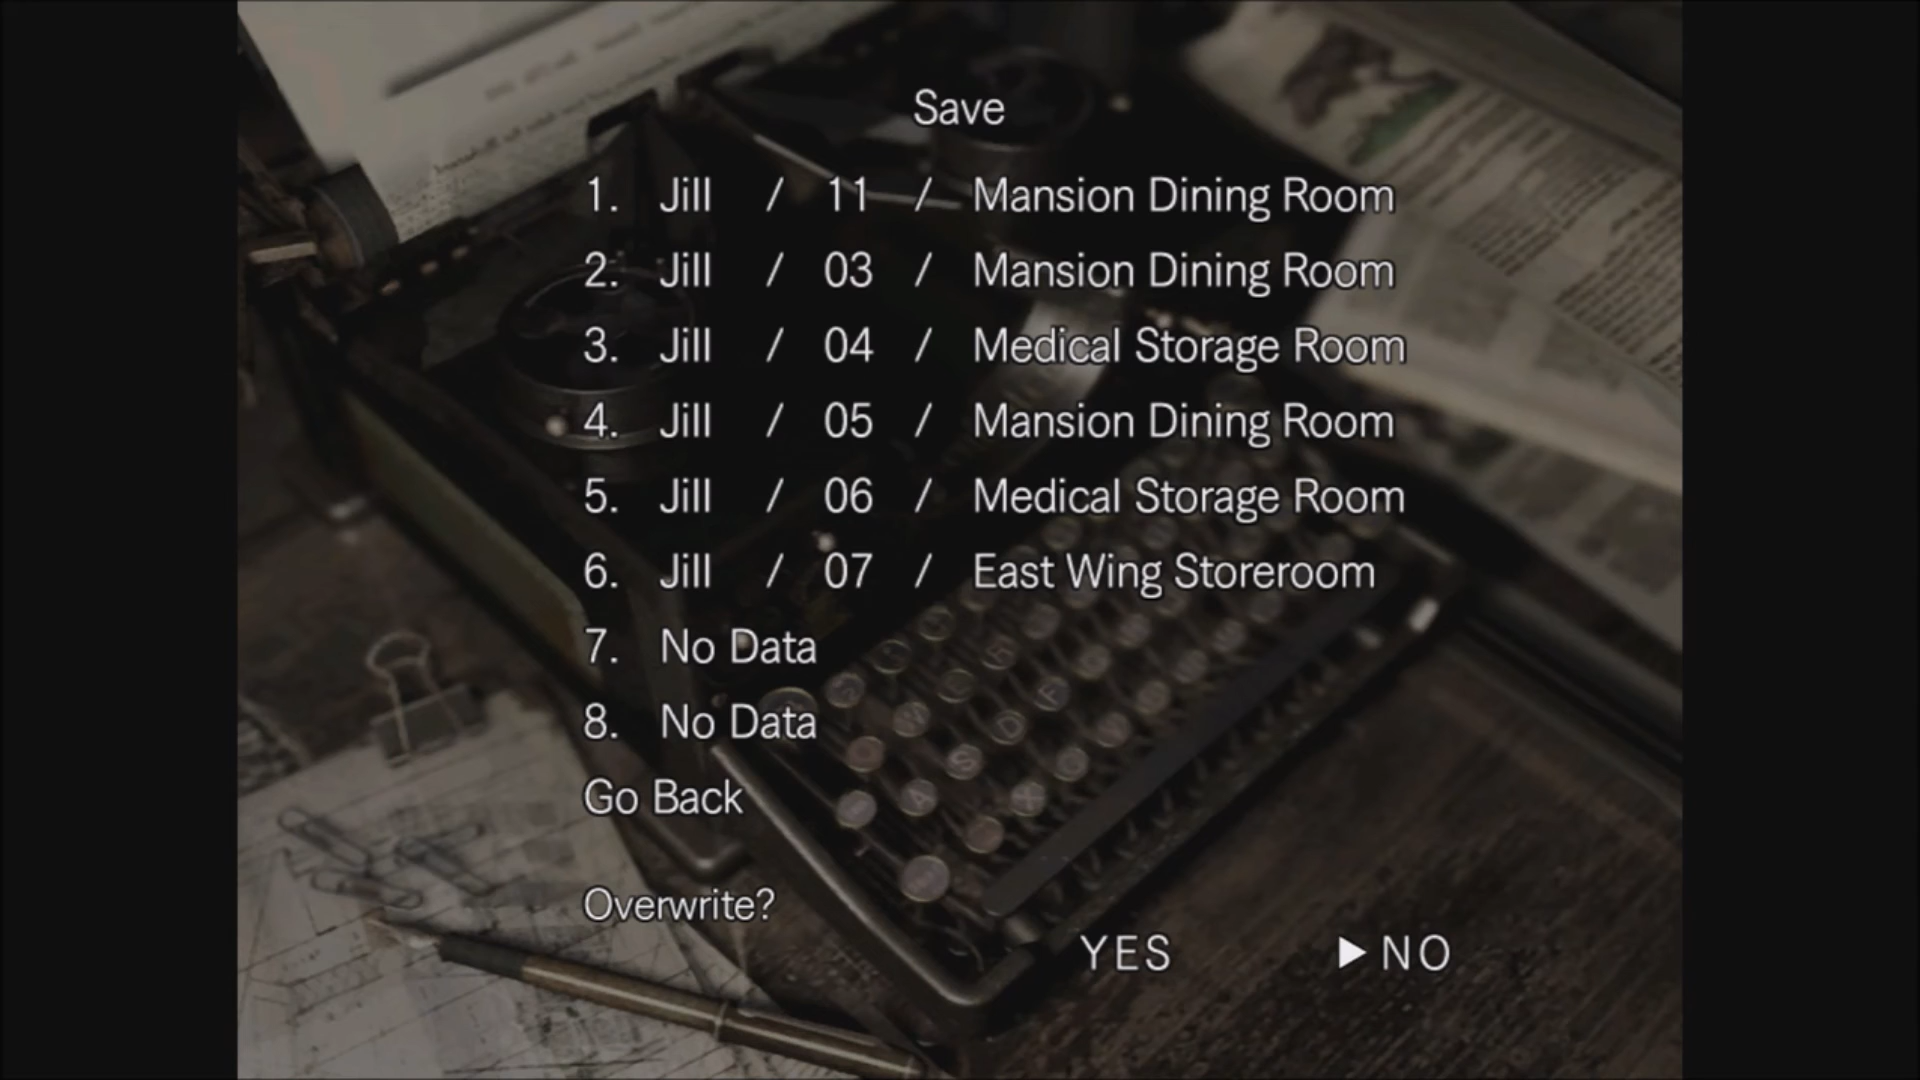 Save
1. Jill / 11 / Mansion Dining Room
2. Jill / 03 / Mansion Dining Room
3. Jill / 04 / Medical Storage Room
4. Jill / 05 / Mansion Dining Room
5. Jill / 06 / Medical Storage Room
6. Jill / 07 / East Wing Storeroom
7. No Data
8. No Data
Go Back
Overwrite?
YES ▶ NO